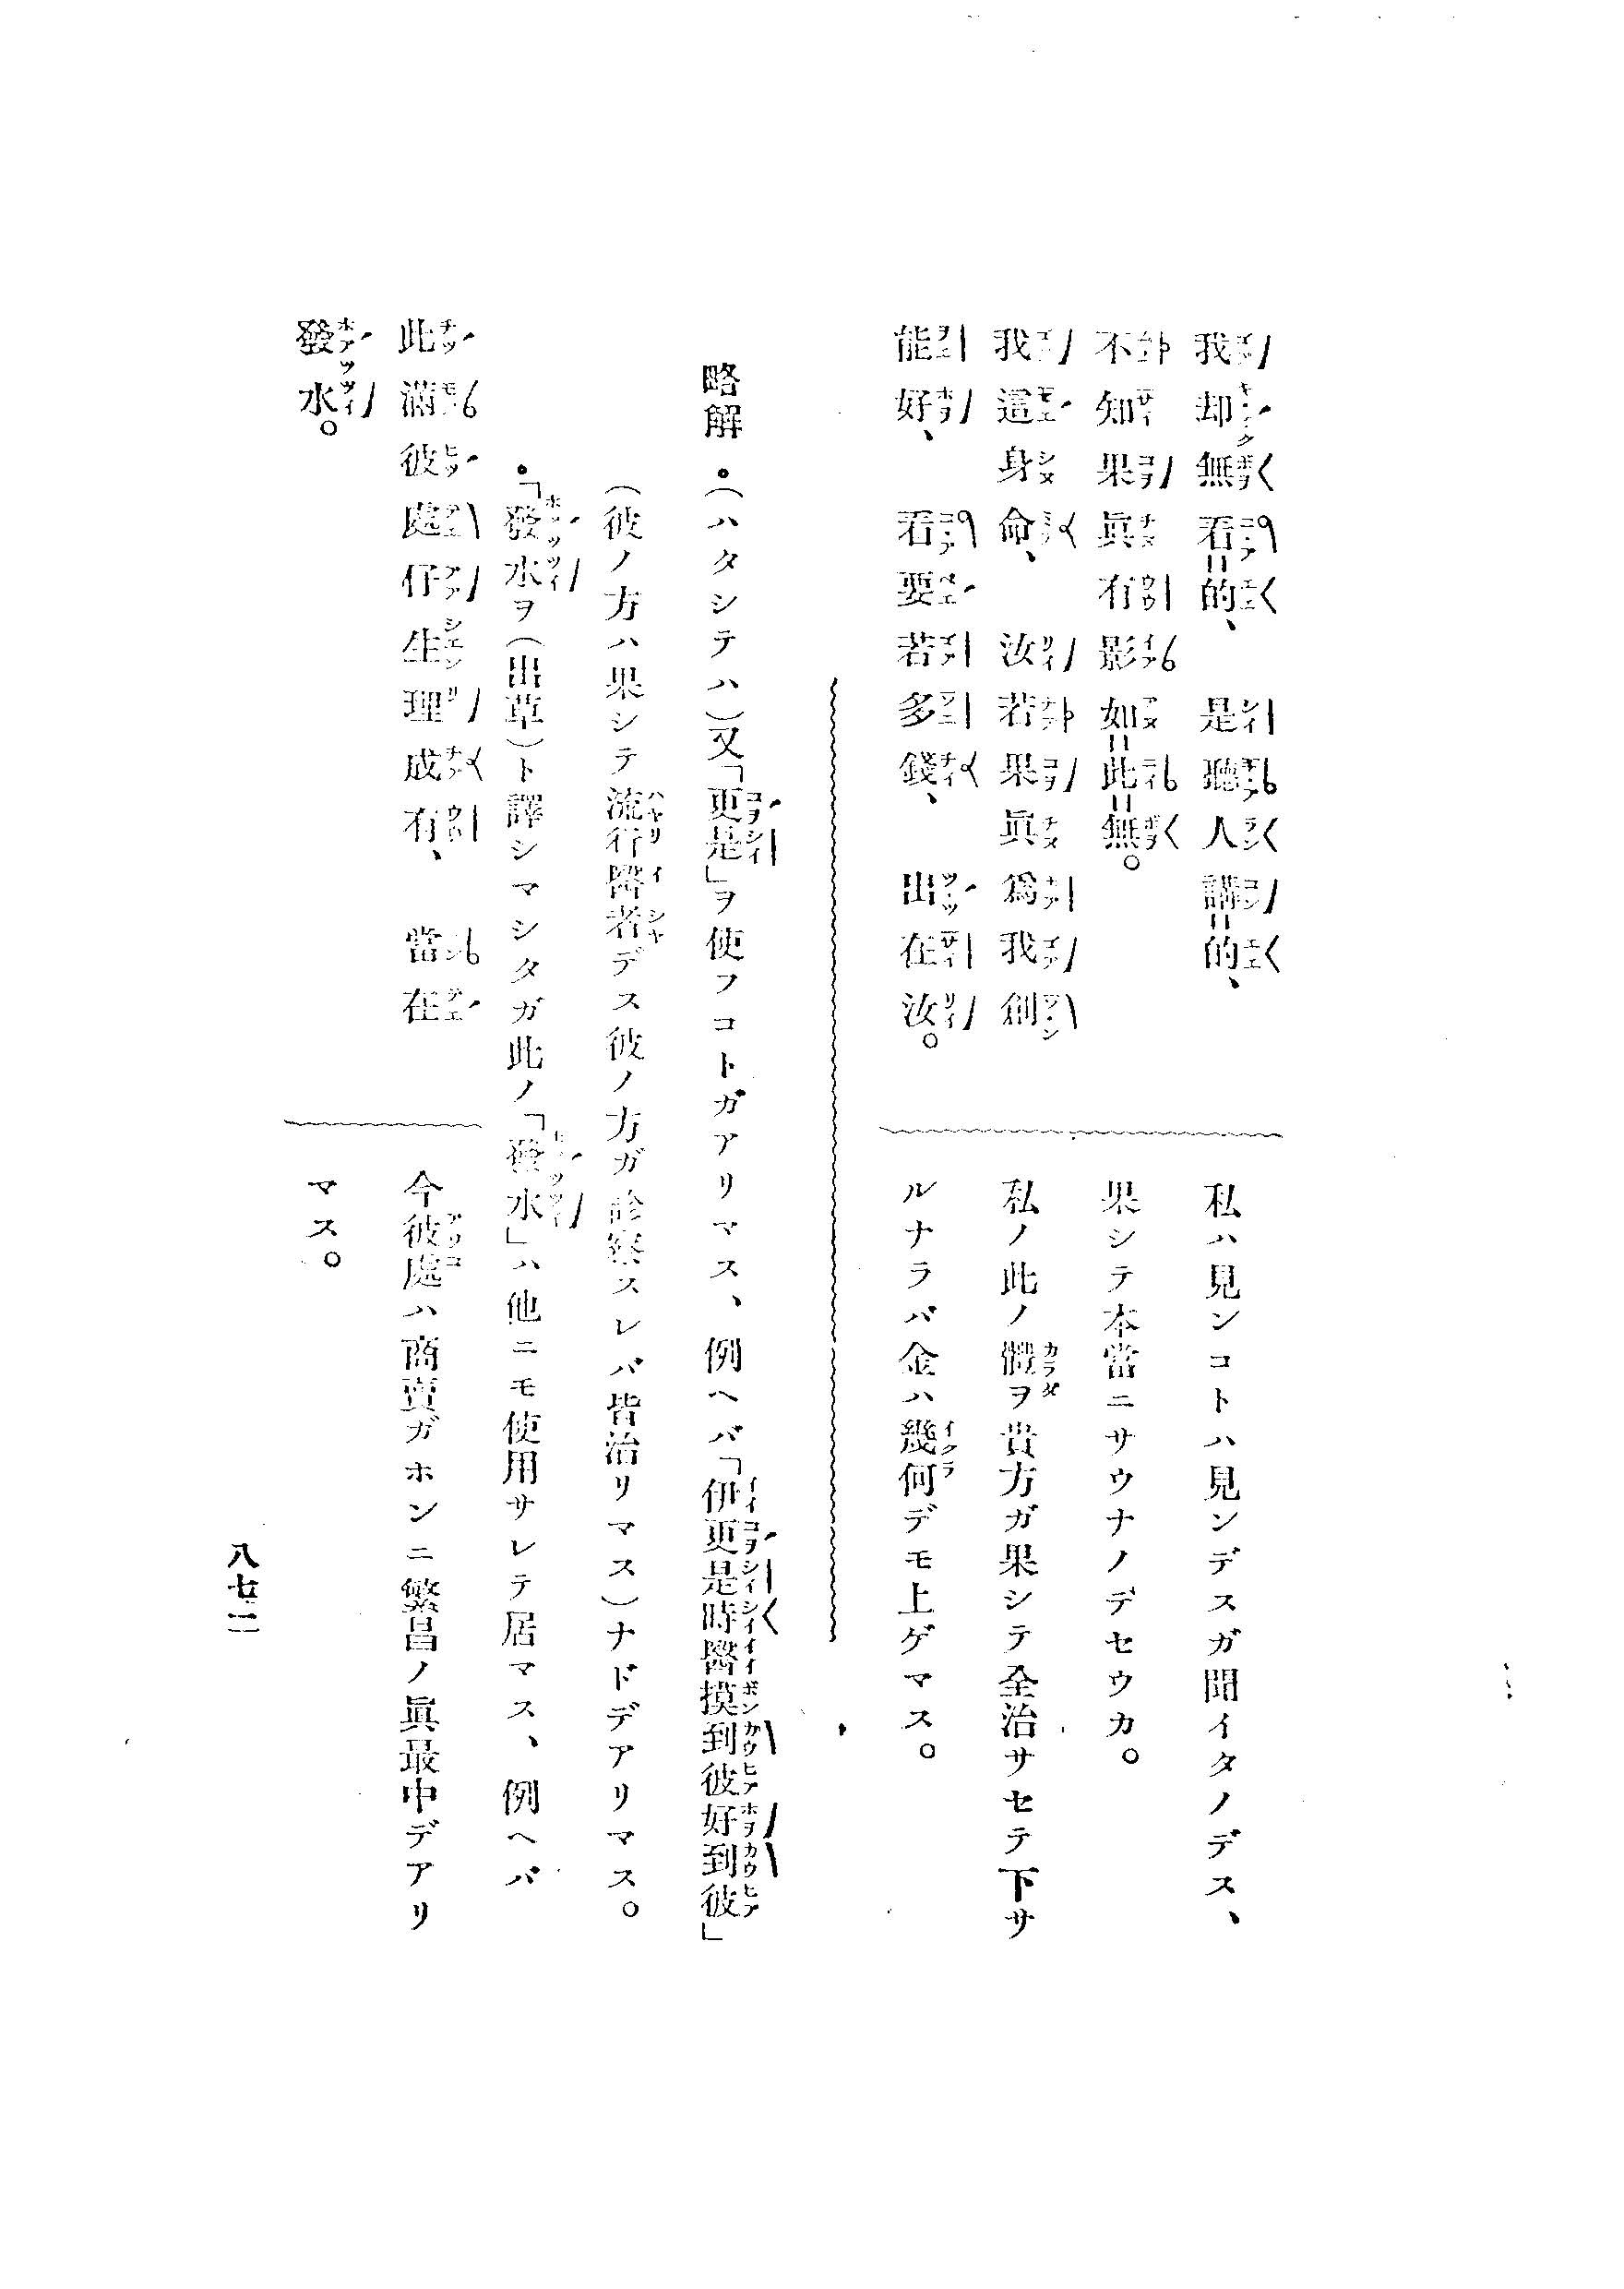 我却無看＝的、是聽人講＝的、
私ハ見ンコトハ見ンデスガ聞イタノデス、
不知果眞有影如＝此＝無。
果シテ本當ニサウナノデセウカ。
我這身命、汝若果眞爲我創
私ノ此ノ體ヲ貴方ガ果シテ全治サセテ下サ
能好、看要若多錢、出在汝。
ルナラバ金ハ幾何デモ上ゲマス。
略解・（ハタシテハ）又「更是」ヲ使フコトガアリマス、例ヘバ「伊更是時醫摸到彼好到彼」
（彼ノ方ハ果シテ流行醫者デス彼ノ方ガ診察スレバ皆治リマス）ナドデアリマス。
・「發水ヲ（出草）ト譯シマシタガ此ノ「發水」ハ他ニモ使用サレテ居マス、例ヘバ
此滿彼處仔生理成有、當在
今彼處ハ商賣ガホンニ繁昌ノ眞最中デアリ
發水。
マス。
八七二